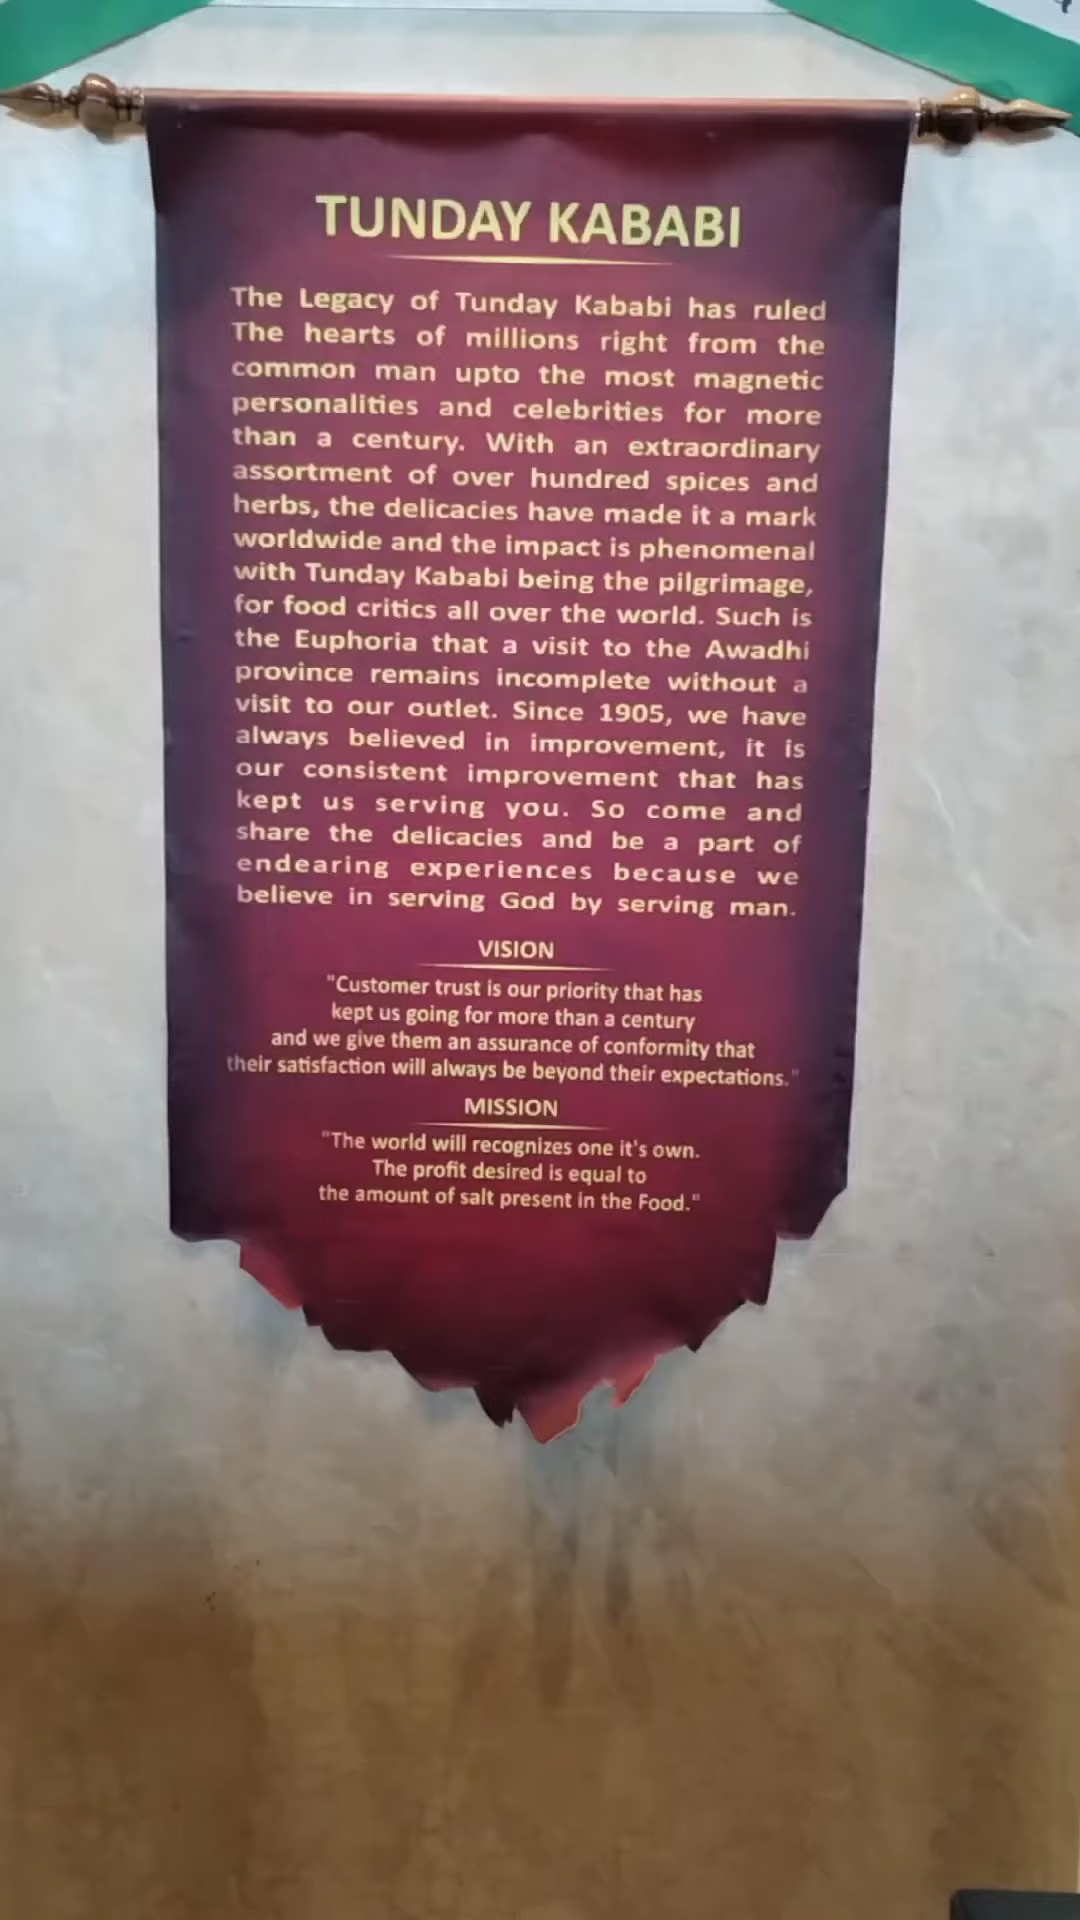 TUNDAY KABABI
The Legacy of Tunday Kababi has ruled
The hearts of millions right from the
common man upto the most magnetic
personalities and celebrities for more
than a century. With an extraordinary
assortment of over hundred spices and
herbs, the delicacies have made it a mark
worldwide and the impact is phenomenal
with Tunday Kababi being the pilgrimage,
for food critics all over the world. Such is
the Euphoria that a visit to the Awadhi
province remains incomplete without a
visit to our outlet. Since 1905, we have
always believed in improvement, it is
our consistent improvement that has
kept us serving you. So come and
share the delicacies and be a part of
endearing experiences because we
believe in serving God by serving man.
VISION
"Customer trust is our priority that has
kept us going for more than a century
and we give them an assurance of conformity that
their satisfaction will always be beyond their expectations."
MISSION
"The world will recognizes one it's own.
The profit desired is equal to
the amount of salt present in the Food."